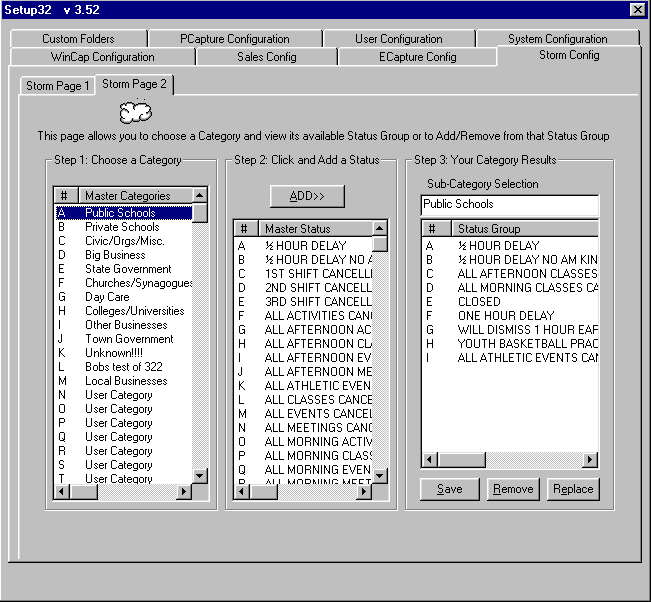 Setup32 v 3.52
Custom Folders PCapture Configuration User Configuration System Configuration
WinCap Configuration Sales Config ECapture Config Storm Config
Storm Page 1 Storm Page 2
This page allows you to choose a Category and view its available Status Group or to Add/Remove from that Status Group
Step 1: Choose a Category
# Master Categories
A Public Schools
B Private Schools
C Civic/Orgs/Misc.
D Big Business
E State Government
F Churches/Synagogues
G Day Care
H Colleges/Universities
I Other Businesses
J Town Government
K Unknown!!!!
L Bobs test of 322
M Local Businesses
N User Category
O User Category
P User Category
Q User Category
R User Category
S User Category
T User Category
Step 2: Click and Add a Status
ADD>>
# Master Status
A ½ HOUR DELAY
B ½ HOUR DELAY NO A
C 1ST SHIFT CANCELL
D 2ND SHIFT CANCELL
E 3RD SHIFT CANCELL
F ALL ACTIVITIES CAN
G ALL AFTERNOON AC
H ALL AFTERNOON CL
I ALL AFTERNOON EV
J ALL AFTERNOON ME
K ALL ATHLETIC EVEN
L ALL CLASSES CANCE
M ALL EVENTS CANCEL
N ALL MEETINGS CANC
O ALL MORNING ACTIV
P ALL MORNING CLASS
Q ALL MORNING EVEN
R ALL MORNING MEET
Step 3: Your Category Results
Sub-Category Selection
Public Schools
# Status Group
A ½ HOUR DELAY
B ½ HOUR DELAY NO AM KIN
C ALL AFTERNOON CLASSES
D ALL MORNING CLASSES CA
E CLOSED
F ONE HOUR DELAY
G WILL DISMISS 1 HOUR EAR
H YOUTH BASKETBALL PRAC
I ALL ATHLETIC EVENTS CAN
Save Remove Replace